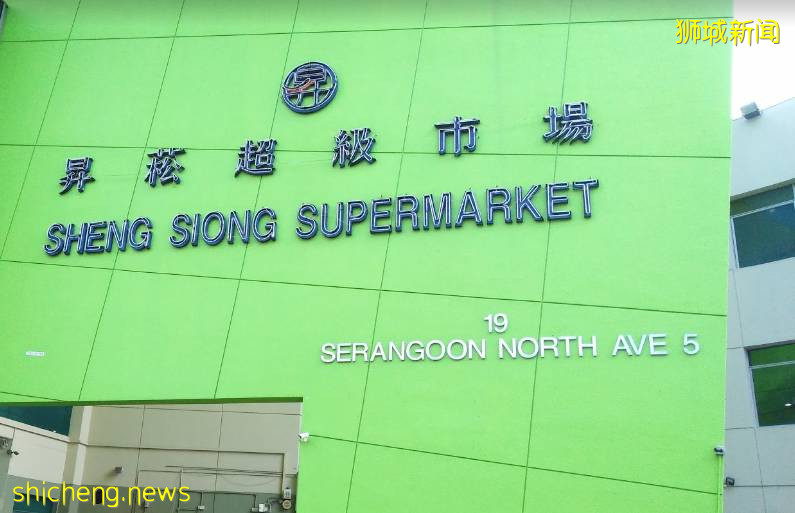 狮城新闻
昇
昇菘超級市場
SHENG SIONG SUPERMARKET
19
SERANGOON NORTH AVE 5
shicheng.news